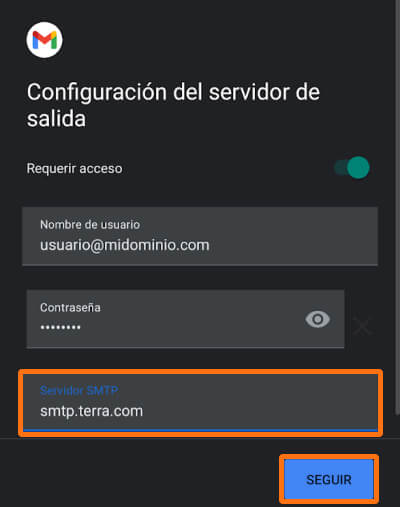 Configuración del servidor de
salida
Requerir acceso
Nombre de usuario
usuario@midominio.com
Contraseña
••••••••
Servidor SMTP
smtp.terra.com
SEGUIR